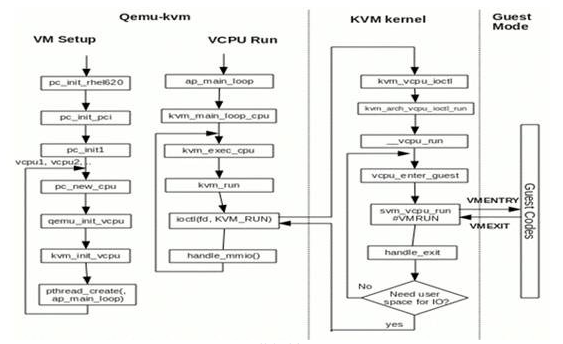 Qemu-kvm
KVM kernel
Guest
Mode
VM Setup
VCPU Run
pc_init_rhel620
pc_init_pci
pc_init1
vcpu1, vcpu2,..
pc_new_cpu
qemu_init_vcpu
kvm_init_vcpu
pthread_create(,
ap_main_loop)
ap_main_loop
kvm_main_loop_cpu
kvm_exec_cpu
kvm_run
ioctl(fd, KVM_RUN)
handle_mmio()
kvm_vcpu_ioctl
kvm_arch_vcpu_ioctl_run
__vcpu_run
vcpu_enter_guest
svm_vcpu_run
#VMRUN
handle_exit
No
Need user
space for IO?
yes
VMENTRY
VMEXIT
Guest Codes